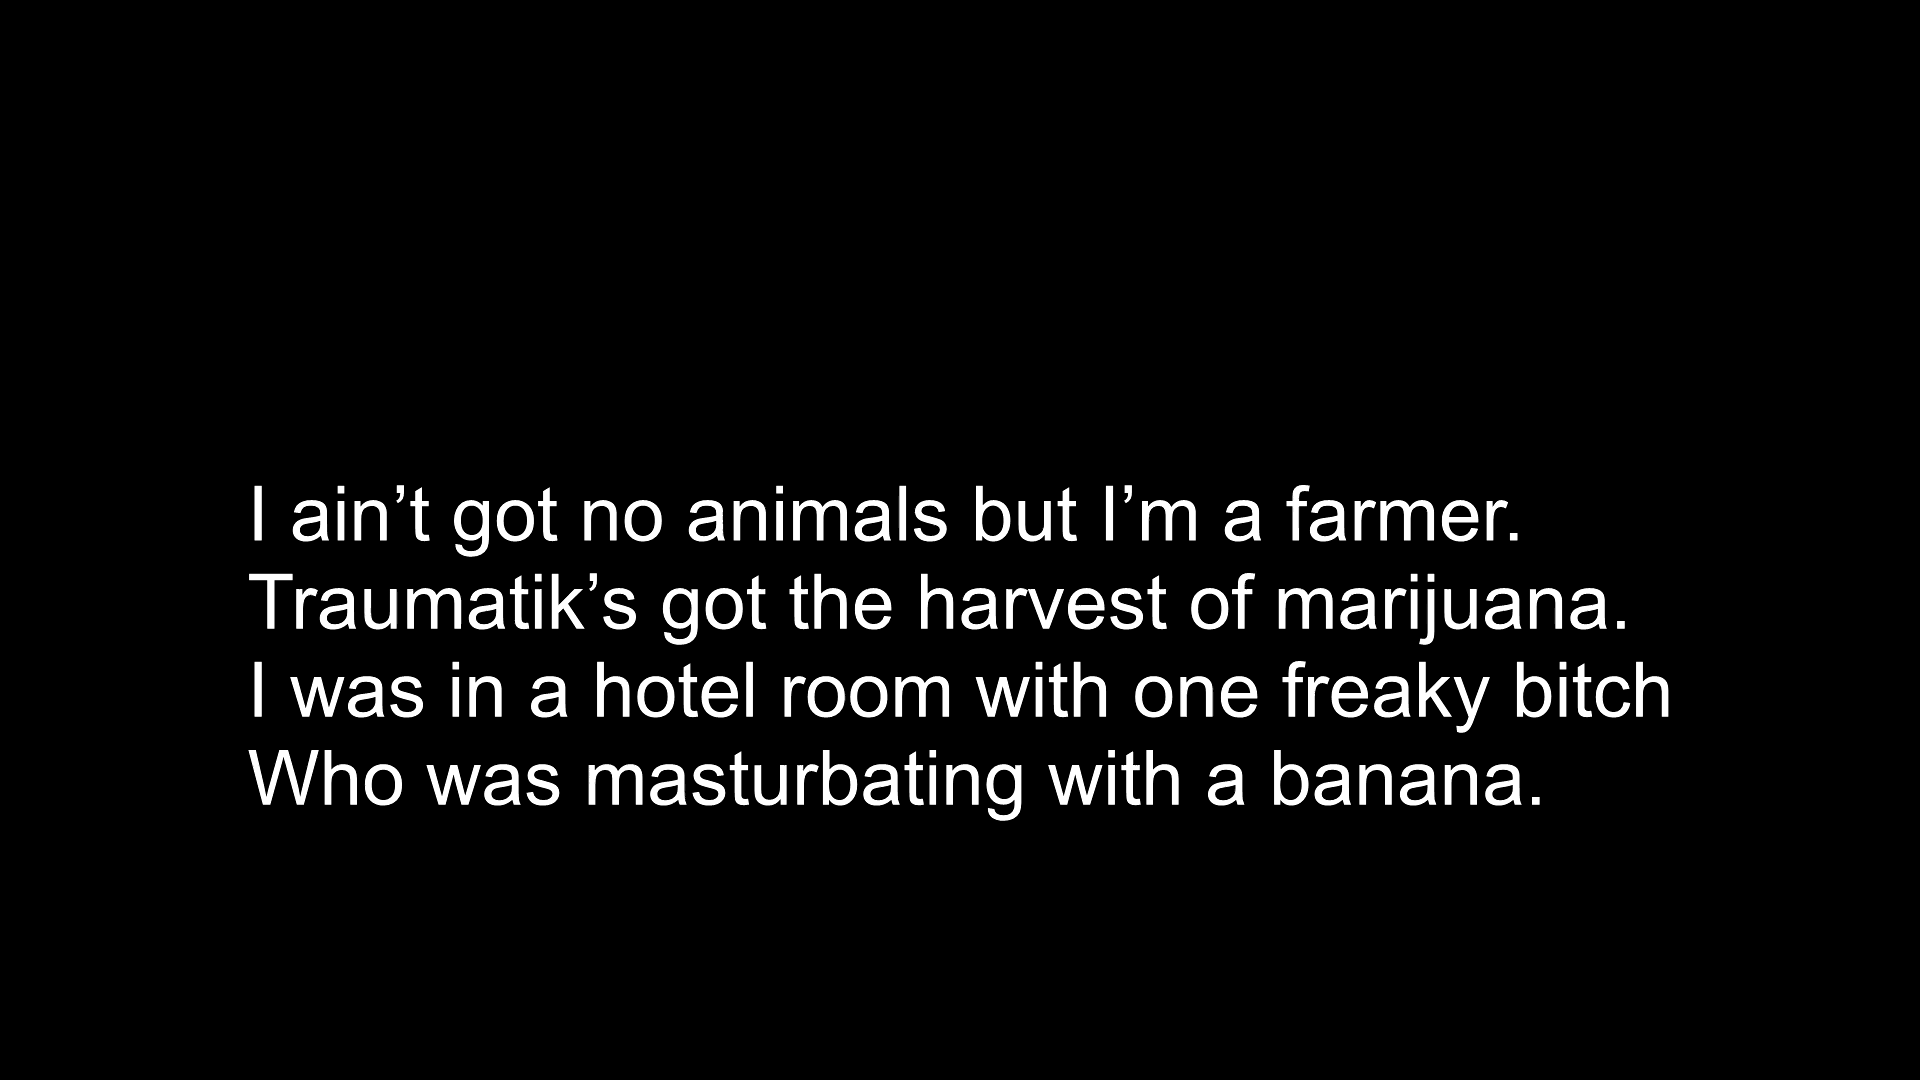 I ain’t got no animals but I’m a farmer.
Traumatik’s got the harvest of marijuana.
I was in a hotel room with one freaky bitch
Who was masturbating with a banana.